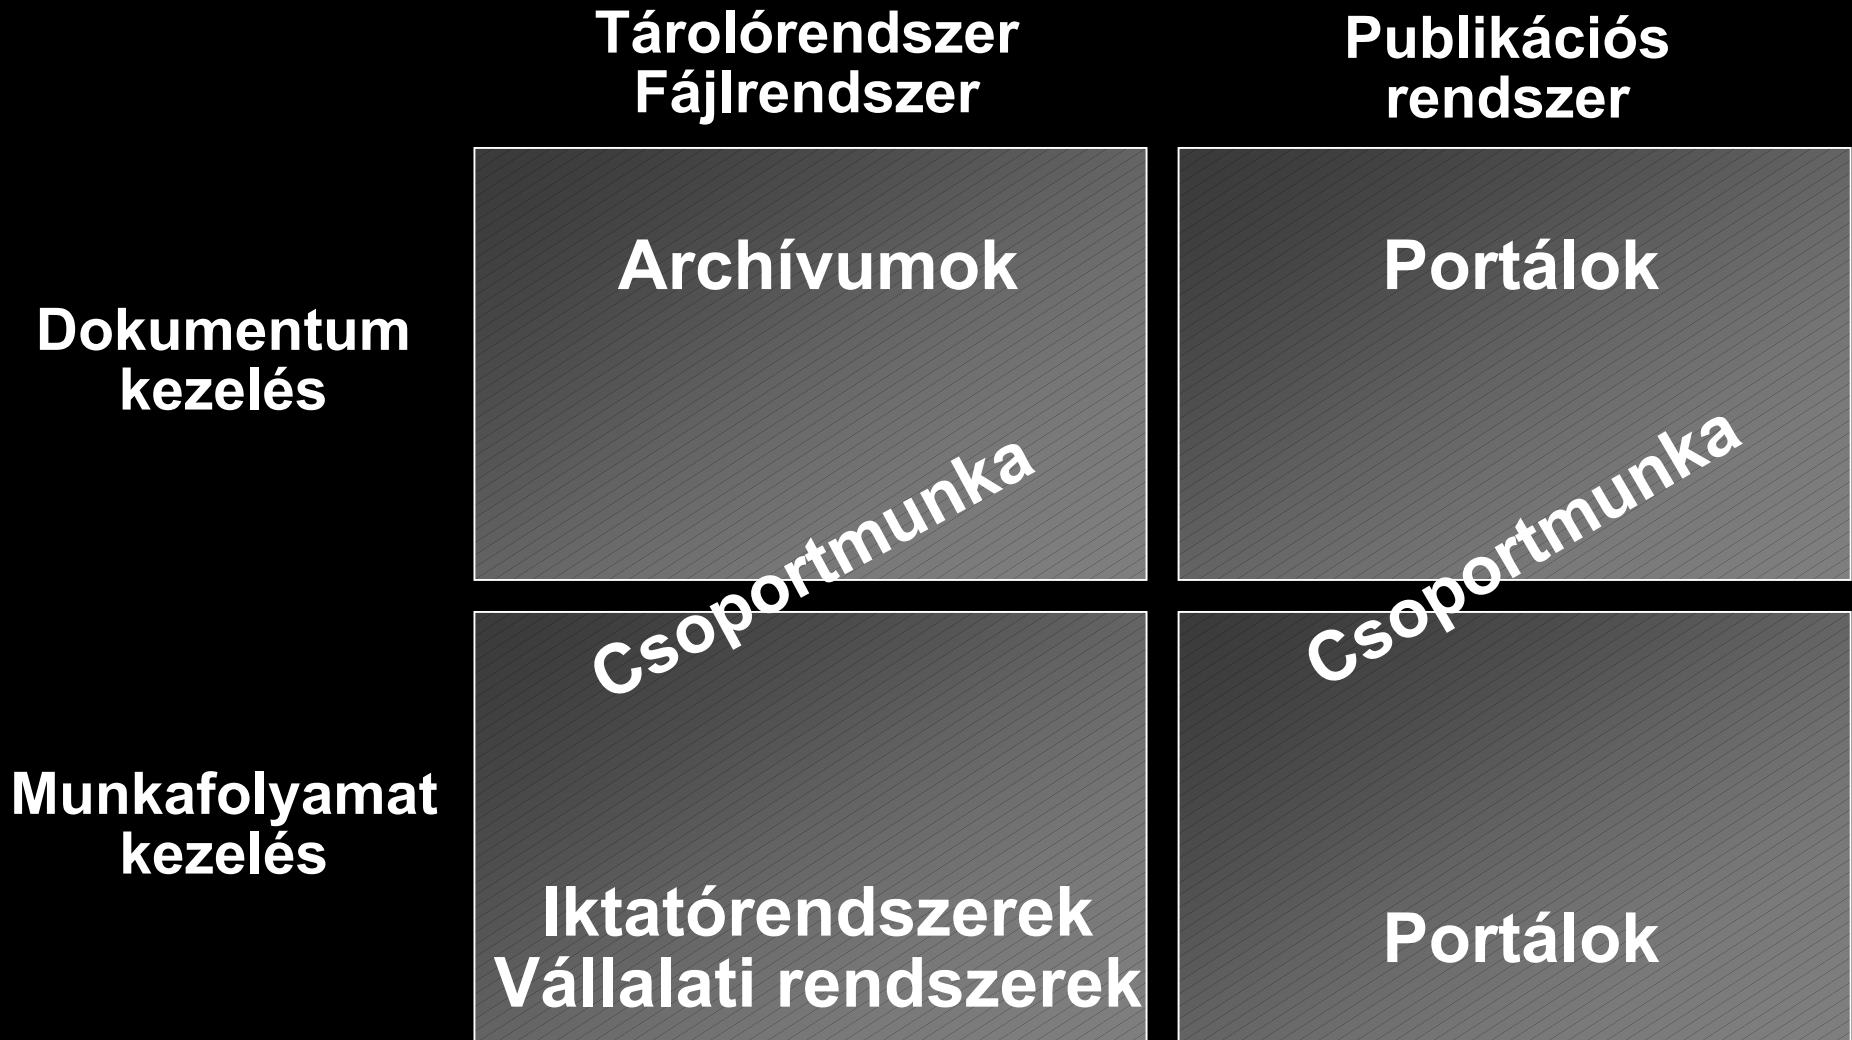 Tárolórendszer
Fájlrendszer
Publikációs
rendszer
Dokumentum
kezelés
Archívumok
Portálok
Csoportmunka
Csoportmunka
Munkafolyamat
kezelés
Iktatórendszerek
Vállalati rendszerek
Portálok